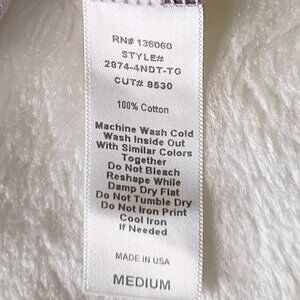 RN# 136060
STYLE#
2874-4NDT-TG
CUT# 8530
100% Cotton
Machine Wash Cold
Wash Inside Out
With Similar Colors
Together
Do Not Bleach
Reshape While
Damp Dry Flat
Do Not Tumble Dry
Do Not Iron Print
Cool Iron
If Needed
MADE IN USA
MEDIUM